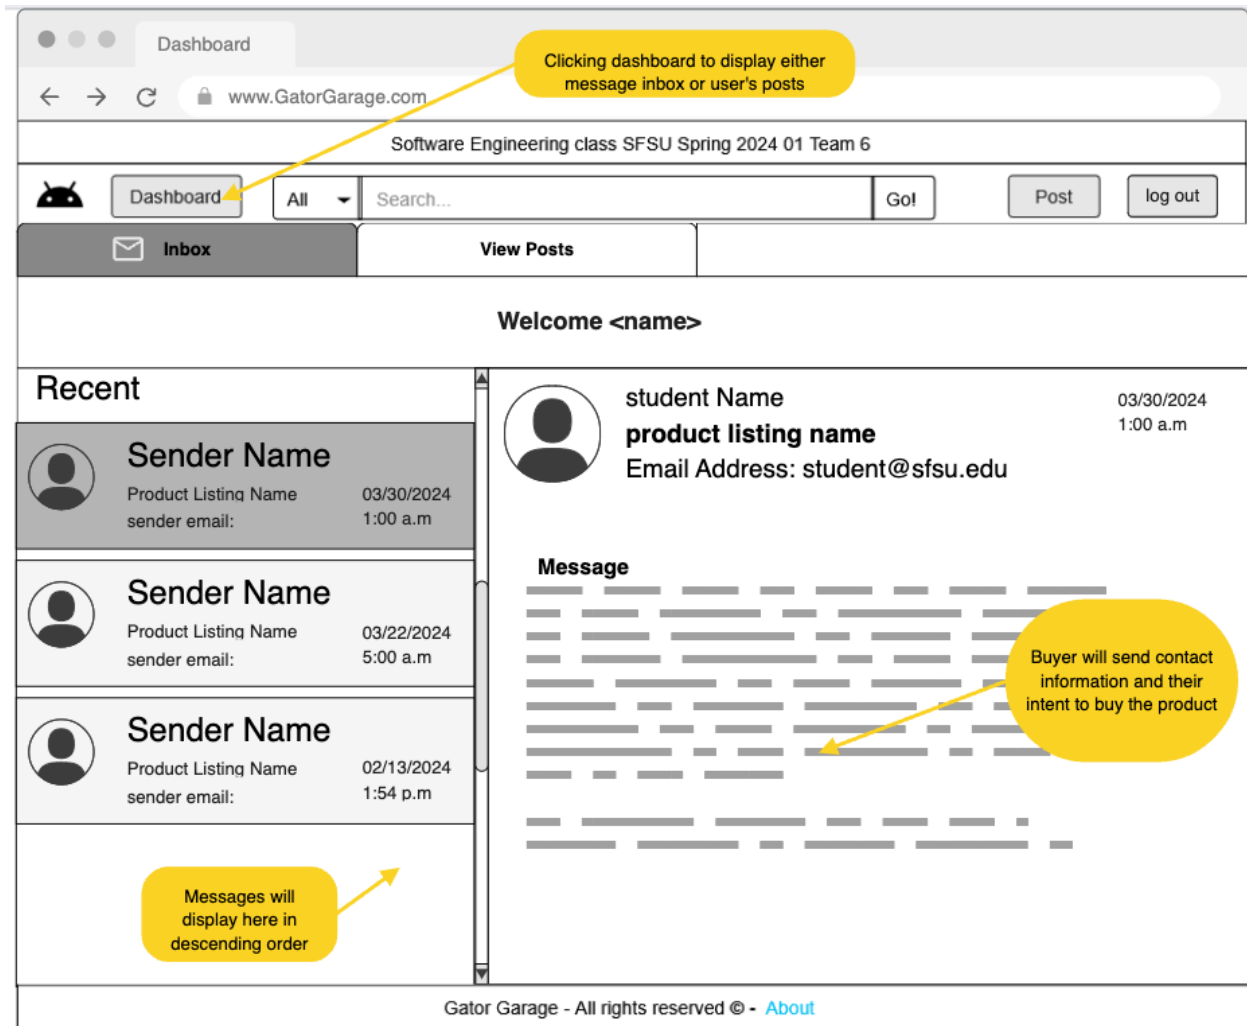 Dashboard
Clicking dashboard to display either
message inbox or user's posts
www.GatorGarage.com
Software Engineering class SFSU Spring 2024 01 Team 6
Dashboard
All
Search...
Go!
Post
log out
Inbox
View Posts
Welcome <name>
Recent
Sender Name
Product Listing Name
03/30/2024
sender email:
1:00 a.m
Sender Name
Product Listing Name
03/22/2024
sender email:
5:00 a.m
Sender Name
Product Listing Name
02/13/2024
sender email:
1:54 p.m
Messages will
display here in
descending order
student Name
03/30/2024
product listing name
1:00 a.m
Email Address: student@sfsu.edu
Message
Buyer will send contact
information and their
intent to buy the product
Gator Garage - All rights reserved © - About